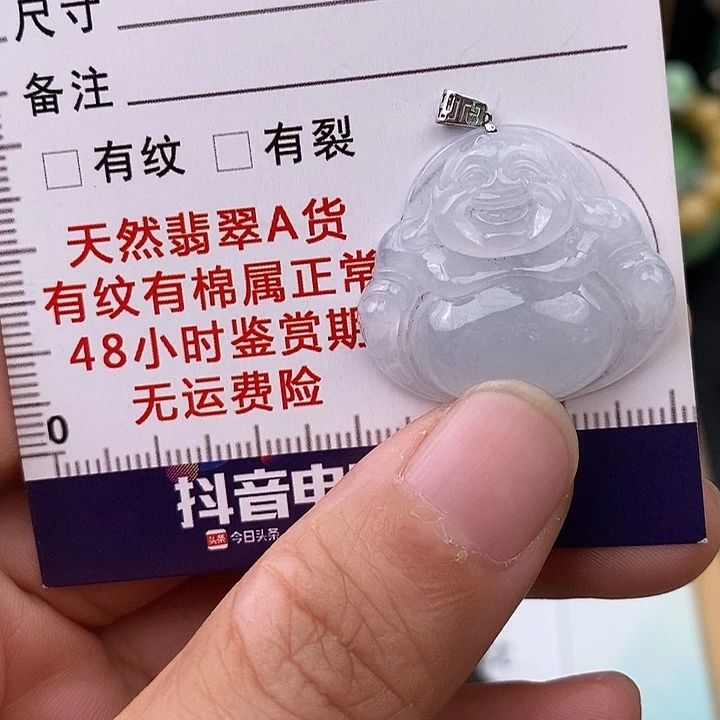 尺寸
备注
□有纹 □有裂
天然翡翠A货
有纹有棉属正常
48小时鉴赏期
无运费险
0
抖音电
头条 今日头条